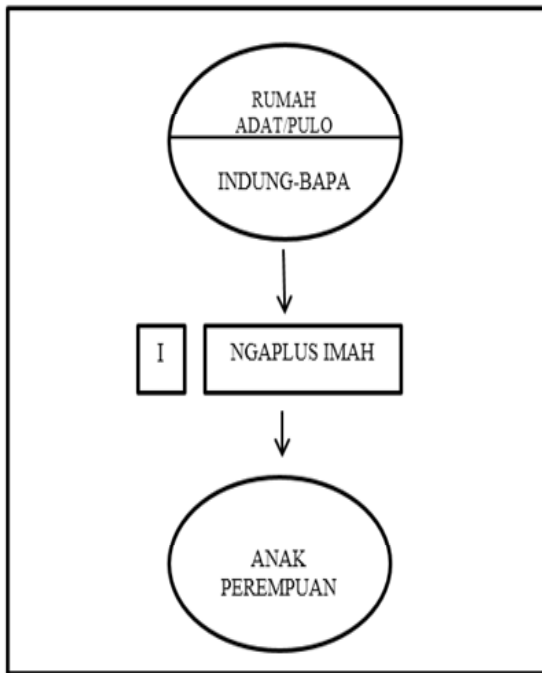 RUMAH
ADAT/PULO
INDUNG-BAPA
I
NGAPLUS IMAH
ANAK
PEREMPUAN